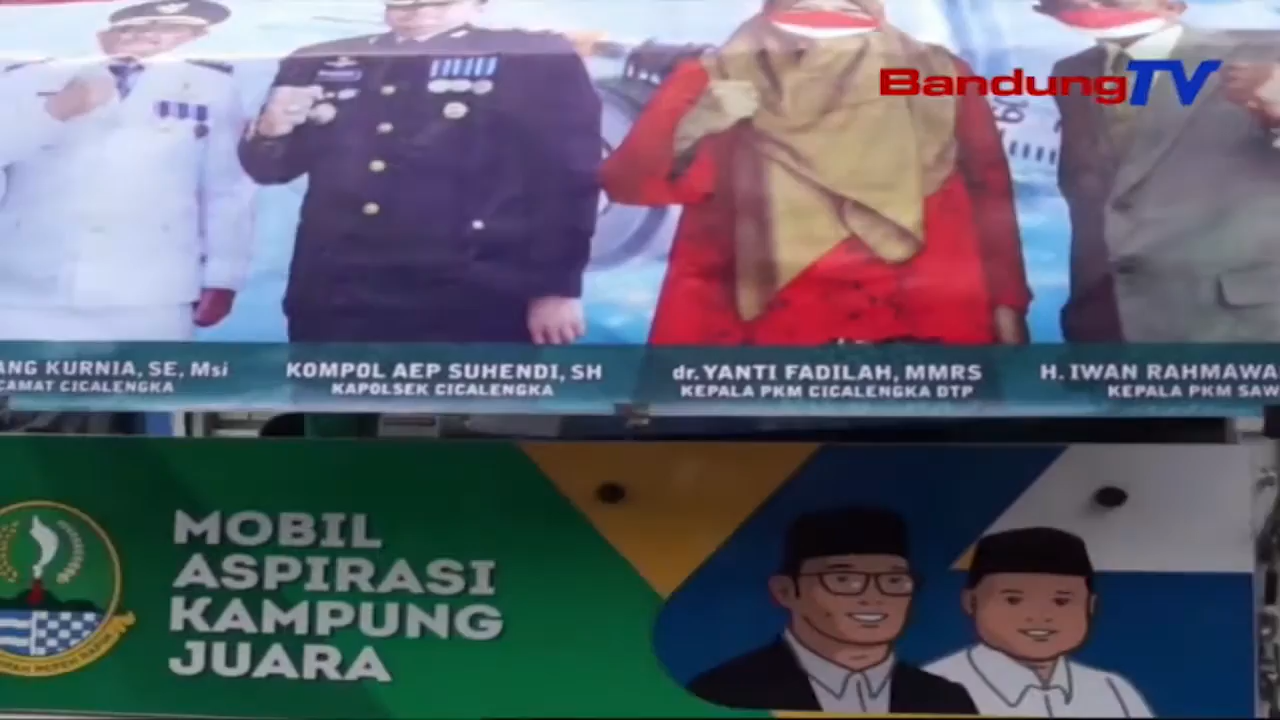 BandungTV
ANG KURNIA, SE, Msi
CAMAT CICALENGKA
KOMPOL AEP SUHENDI, SH
KAPOLSEK CICALENGKA
dr. YANTI FADILAH, MMRS
KEPALA PKM CICALENGKA DTP
H. IWAN RAHMAWA
KEPALA PKM SAW
MOBIL
ASPIRASI
KAMPUNG
JUARA